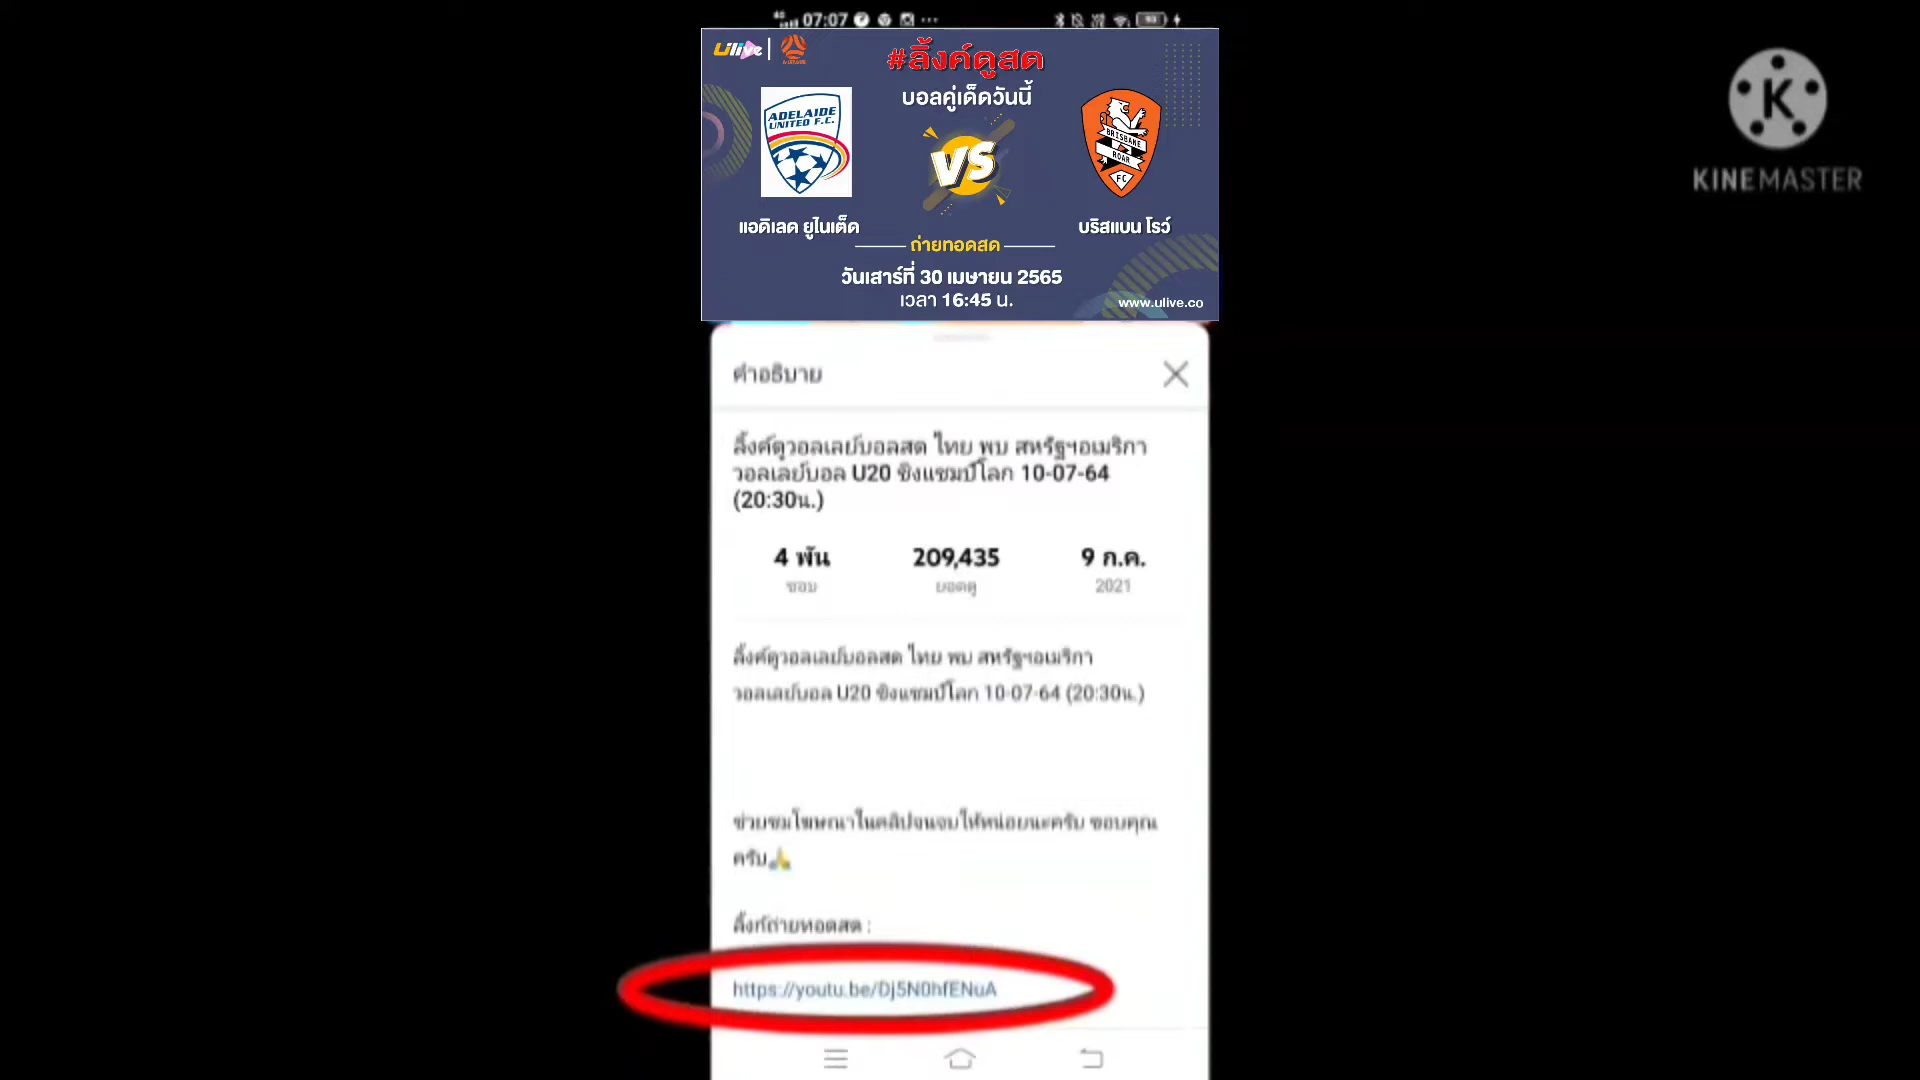 07:07
93
Ulive
#ลิ้งค์ดูสด
บอลคู่เด็ดวันนี้
ADELAIDE
UNITED F.C.
VS
BRISBANE
ROAR
FC
แอดิเลด ยูไนเต็ด
บริสแบน โรว์
ถ่ายทอดสด
วันเสาร์ที่ 30 เมษายน 2565
เวลา 16:45 น.
www.ulive.co
K
KINEMASTER
คำอธิบาย
ลิ้งค์ดูวอลเลย์บอลสด ไทย พบ สหรัฐฯอเมริกา
วอลเลย์บอล U20 ชิงแชมป์โลก 10-07-64
(20:30น.)
4 พัน 209,435 9 ก.ค.
ชอบ ยอดดู 2021
ลิ้งค์ดูวอลเลย์บอลสด ไทย พบ สหรัฐฯอเมริกา
วอลเลย์บอล U20 ชิงแชมป์โลก 10-07-64 (20:30น.)
ช่วยชมโฆษณาในคลิปจนจบให้หน่อยนะครับ ขอบคุณ
ครับ🙏
ลิ้งก์ถ่ายทอดสด :
https://youtu.be/Dj5N0hfENuA